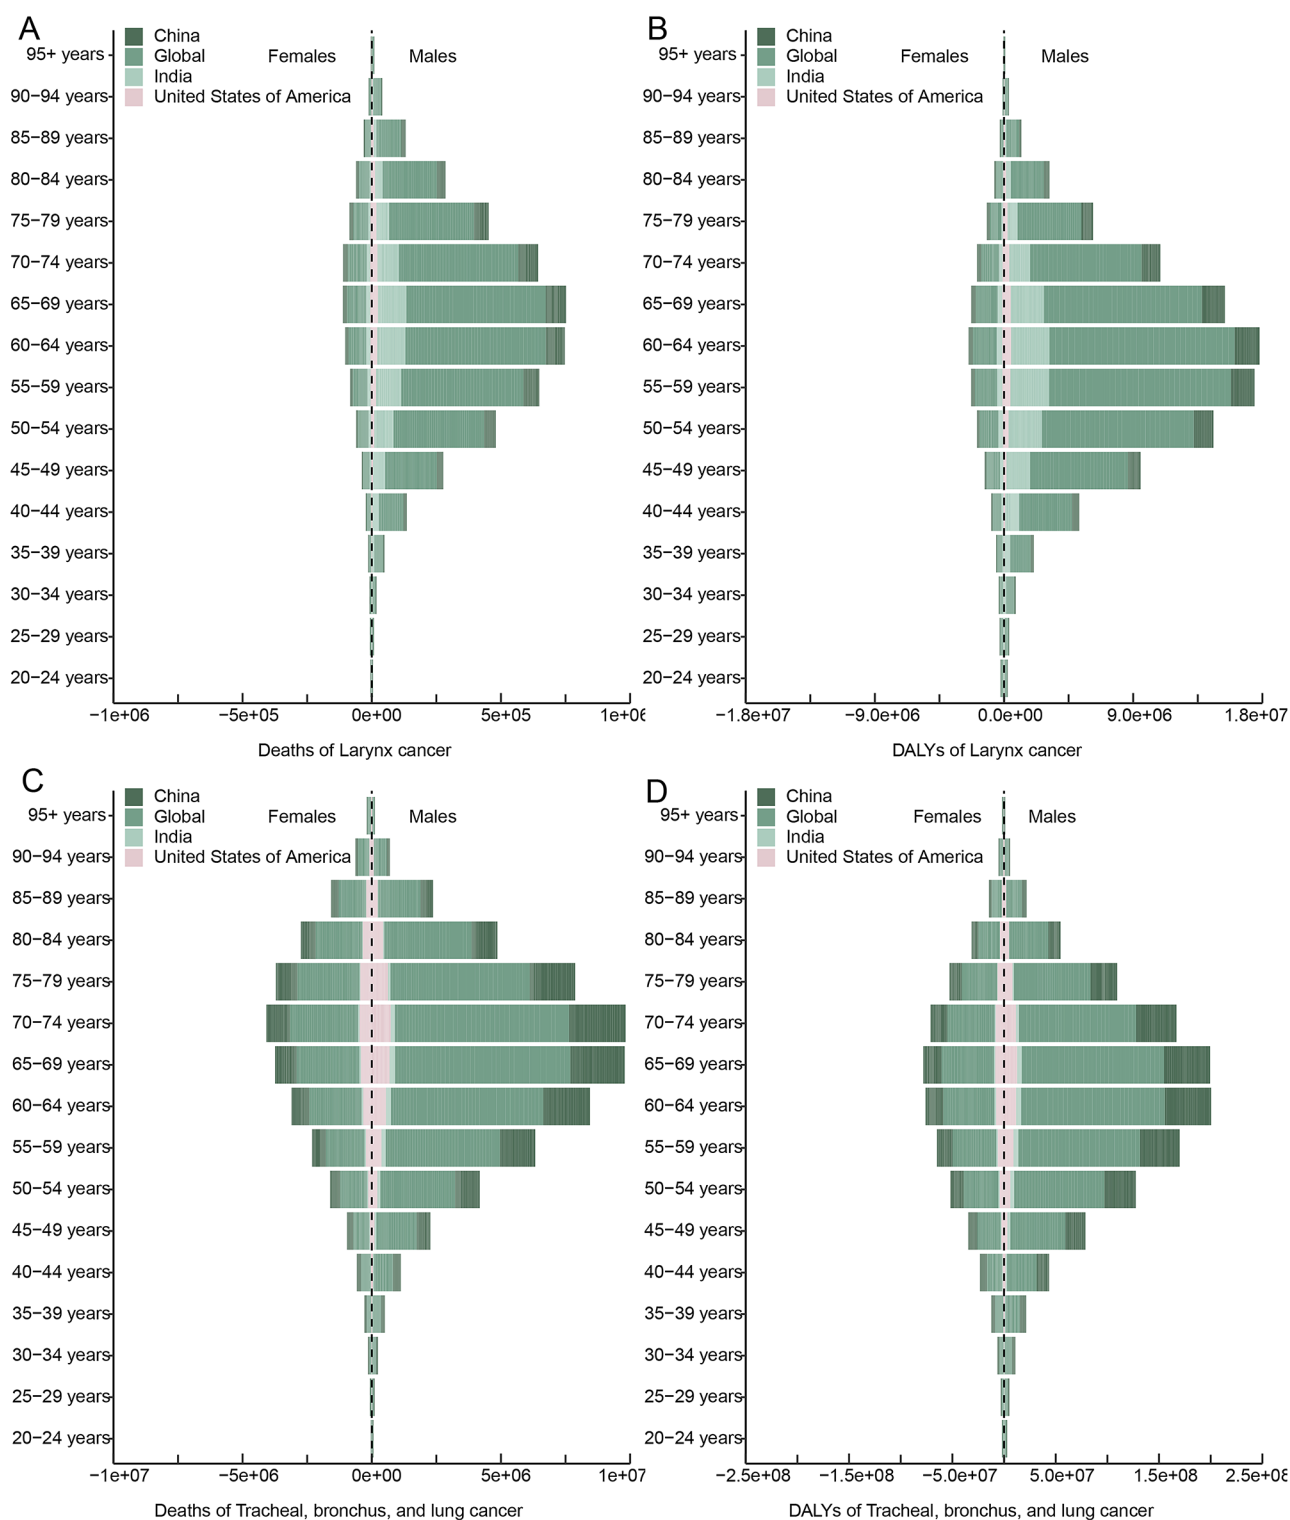 A
China
Global
India
United States of America
Females
Males
95+ years
90−94 years
85−89 years
80−84 years
75−79 years
70−74 years
65−69 years
60−64 years
55−59 years
50−54 years
45−49 years
40−44 years
35−39 years
30−34 years
25−29 years
20−24 years
−1e+06 −5e+05 0e+00 5e+05 1e+06
Deaths of Larynx cancer
B
China
Global
India
United States of America
Females
Males
95+ years
90−94 years
85−89 years
80−84 years
75−79 years
70−74 years
65−69 years
60−64 years
55−59 years
50−54 years
45−49 years
40−44 years
35−39 years
30−34 years
25−29 years
20−24 years
−1.8e+07 −9.0e+06 0.0e+00 9.0e+06 1.8e+07
DALYs of Larynx cancer
C
China
Global
India
United States of America
Females
Males
95+ years
90−94 years
85−89 years
80−84 years
75−79 years
70−74 years
65−69 years
60−64 years
55−59 years
50−54 years
45−49 years
40−44 years
35−39 years
30−34 years
25−29 years
20−24 years
−1e+07 −5e+06 0e+00 5e+06 1e+07
Deaths of Tracheal, bronchus, and lung cancer
D
China
Global
India
United States of America
Females
Males
95+ years
90−94 years
85−89 years
80−84 years
75−79 years
70−74 years
65−69 years
60−64 years
55−59 years
50−54 years
45−49 years
40−44 years
35−39 years
30−34 years
25−29 years
20−24 years
−2.5e+08 −1.5e+08 −5.0e+07 5.0e+07 1.5e+08 2.5e+08
DALYs of Tracheal, bronchus, and lung cancer